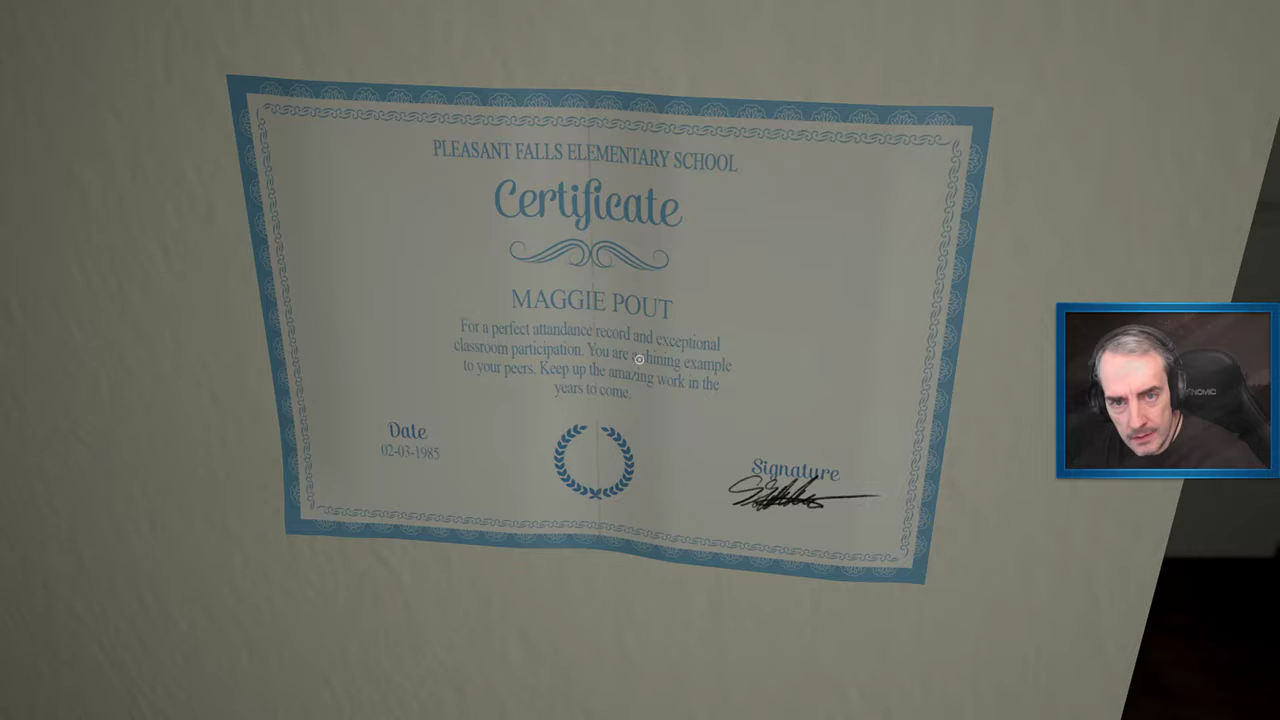 PLEASANT FALLS ELEMENTARY SCHOOL
Certificate
MAGGIE POUT
For a perfect attandance record and exceptional
classroom participation. You are a shining example
to your peers. Keep up the amazing work in the
years to come.
Date
02-03-1985
Signature